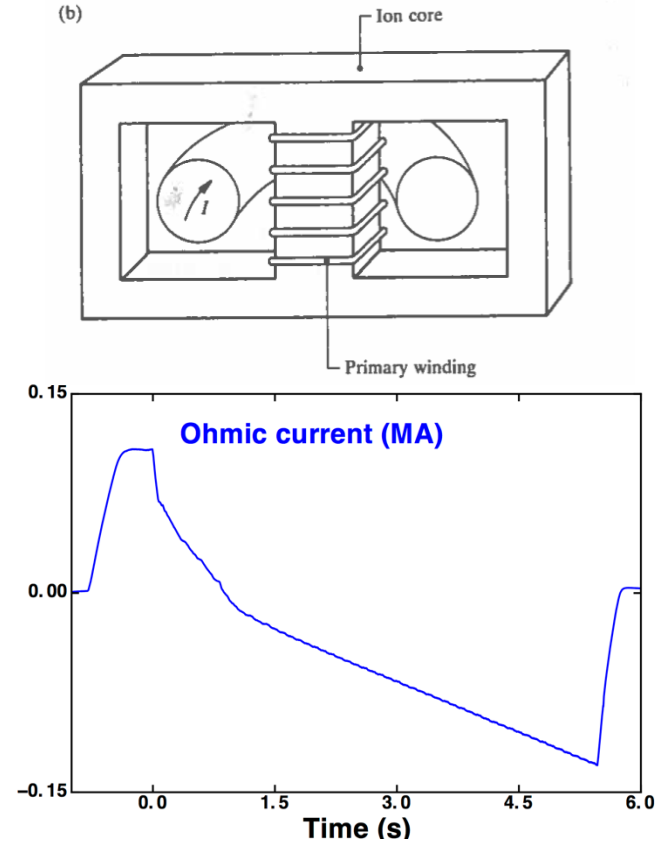 (b)
Ion core
I
Primary winding
0.15
Ohmic current (MA)
0.00
−0.15
0.0 1.5 3.0 4.5 6.0
Time (s)